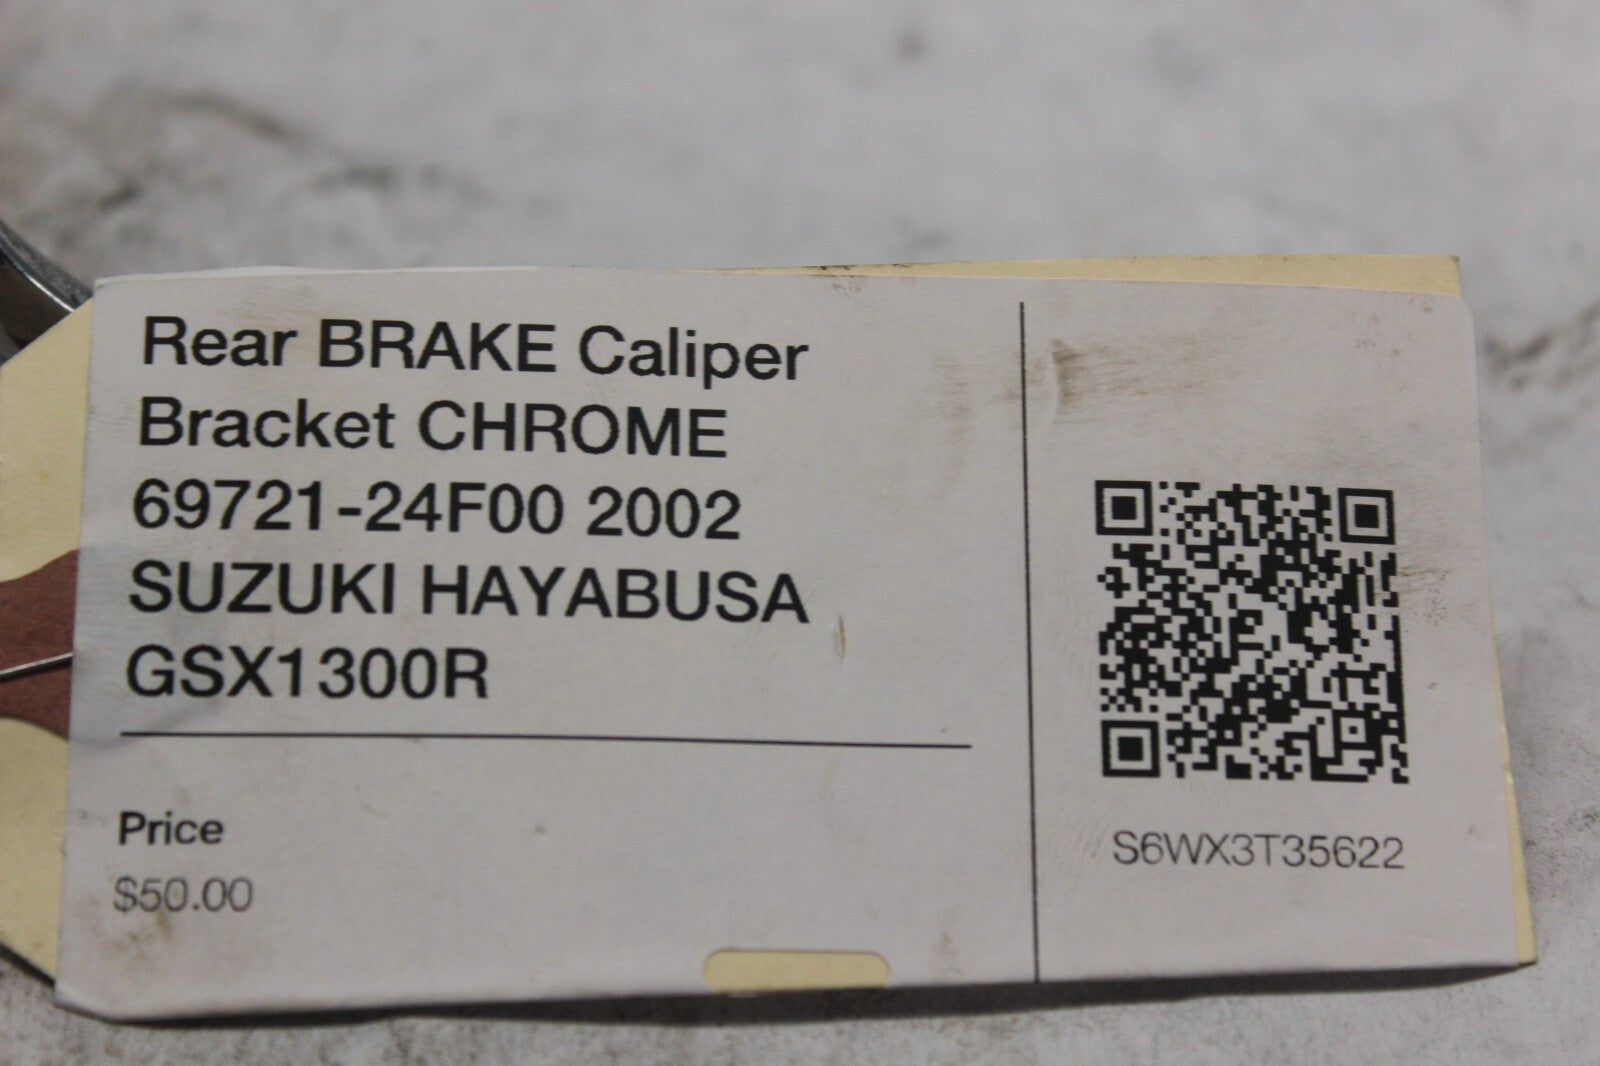 Rear BRAKE Caliper
Bracket CHROME
69721-24F00 2002
SUZUKI HAYABUSA
GSX1300R
Price
$50.00
S6WX3T35622